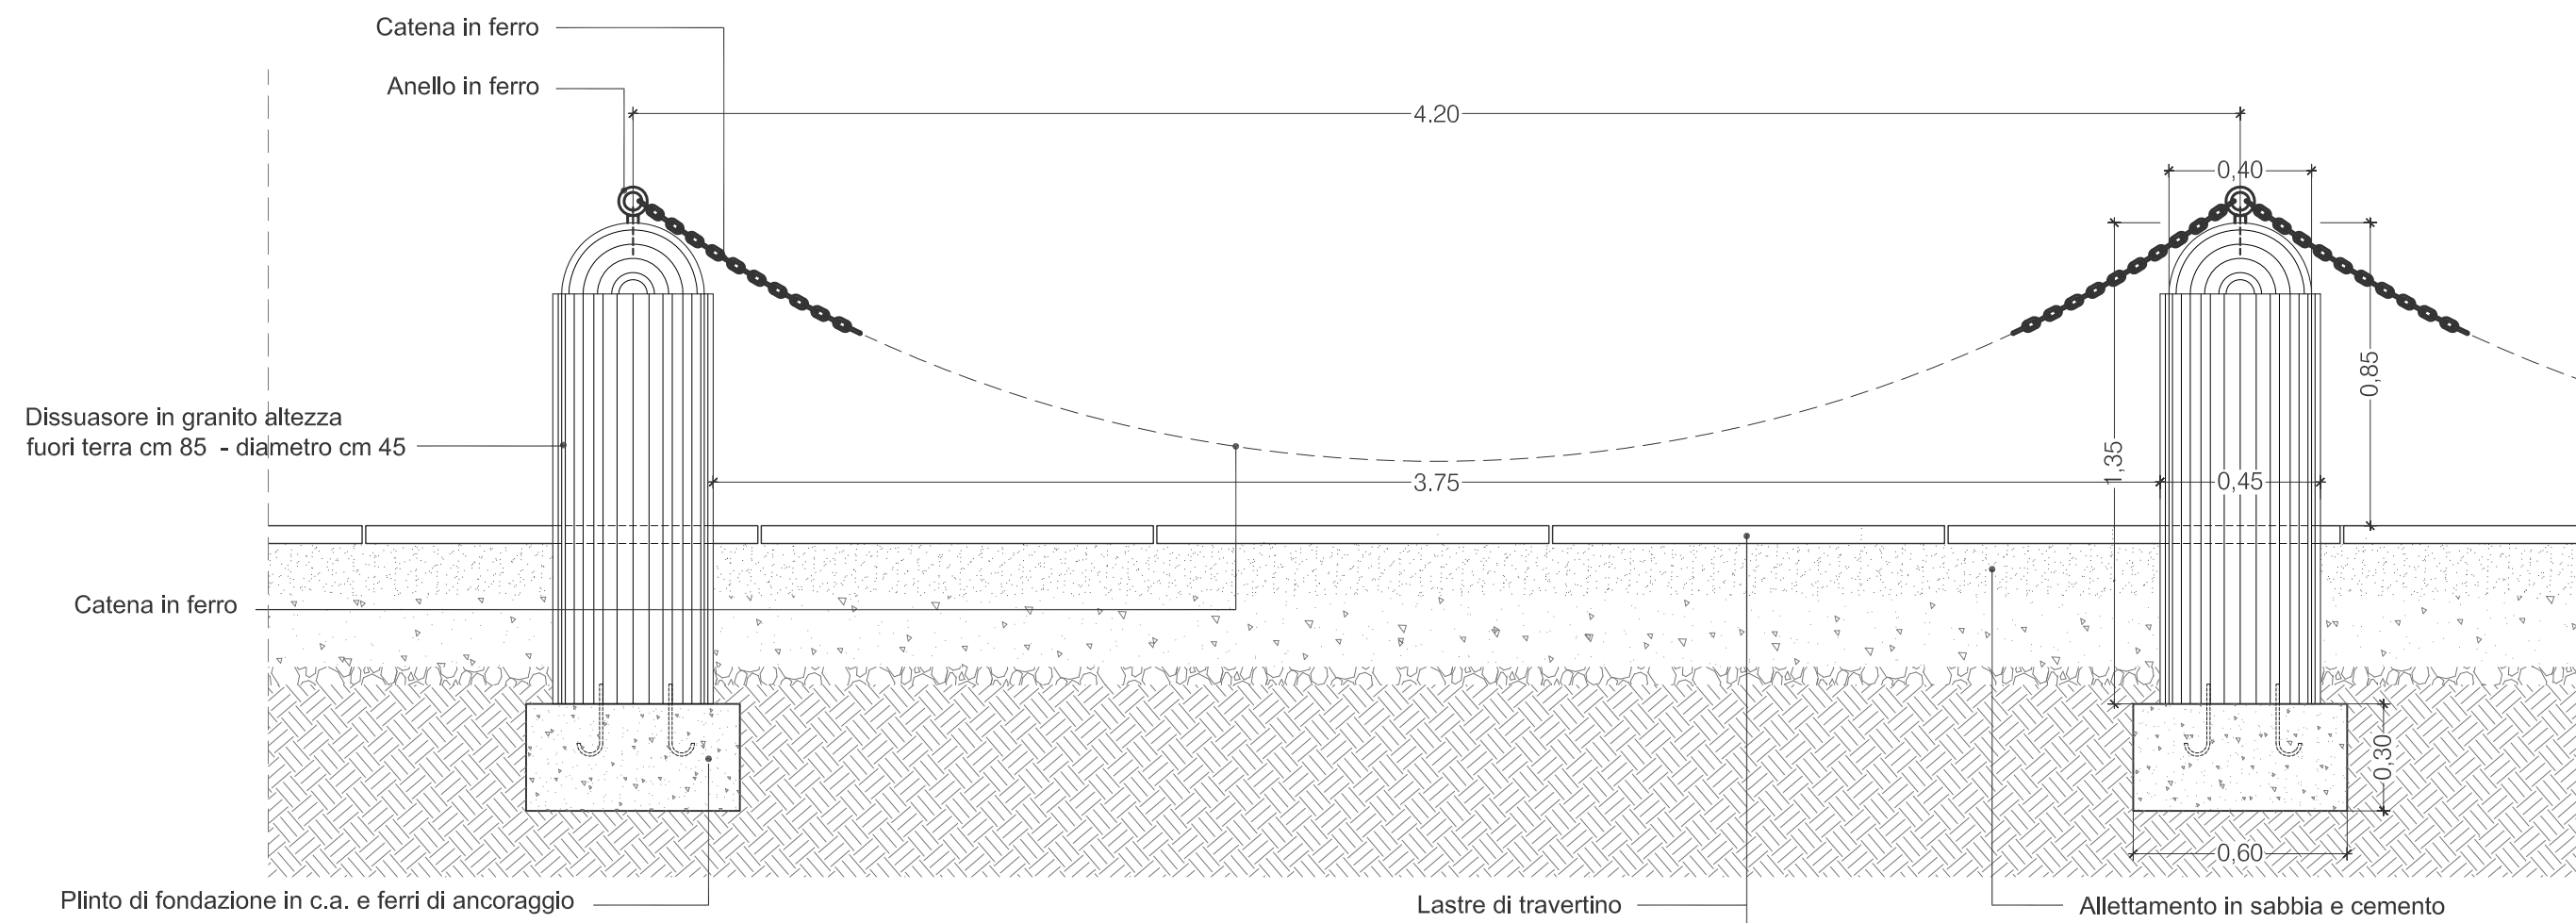 Catena in ferro
Anello in ferro
4.20
0,40
Dissuasore in granito altezza
fuori terra cm 85 - diametro cm 45
0,85
1,35
3.75
0,45
Catena in ferro
0,30
0,60
Plinto di fondazione in c.a. e ferri di ancoraggio
Lastre di travertino
Allettamento in sabbia e cemento